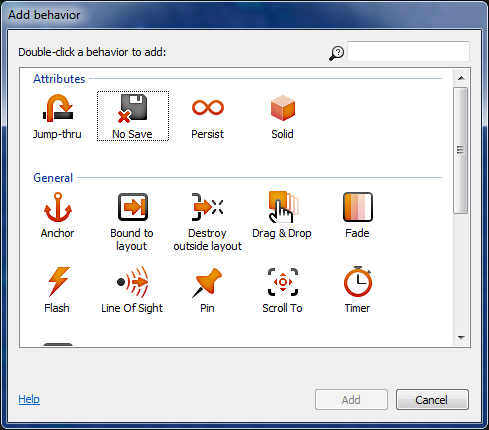 Add behavior
Double-click a behavior to add:
Attributes
Jump-thru No Save Persist Solid
General
Anchor Bound to layout Destroy outside layout Drag & Drop Fade
Flash Line Of Sight Pin Scroll To Timer
Help Add Cancel